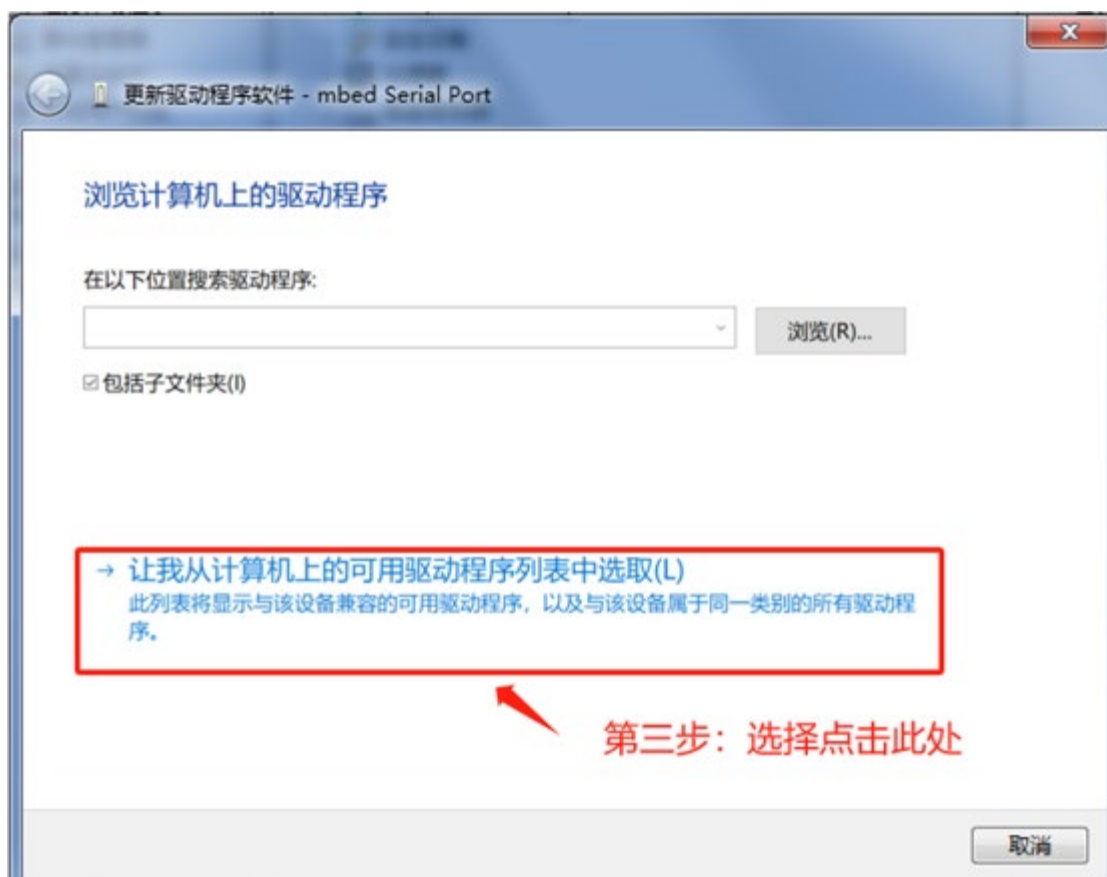 更新驱动程序软件 - mbed Serial Port
浏览计算机上的驱动程序
在以下位置搜索驱动程序:
浏览(R)...
包括子文件夹(I)
→ 让我从计算机上的可用驱动程序列表中选取(L)
此列表将显示与该设备兼容的可用驱动程序，以及与该设备属于同一类别的所有驱动程
序。
第三步：选择点击此处
取消